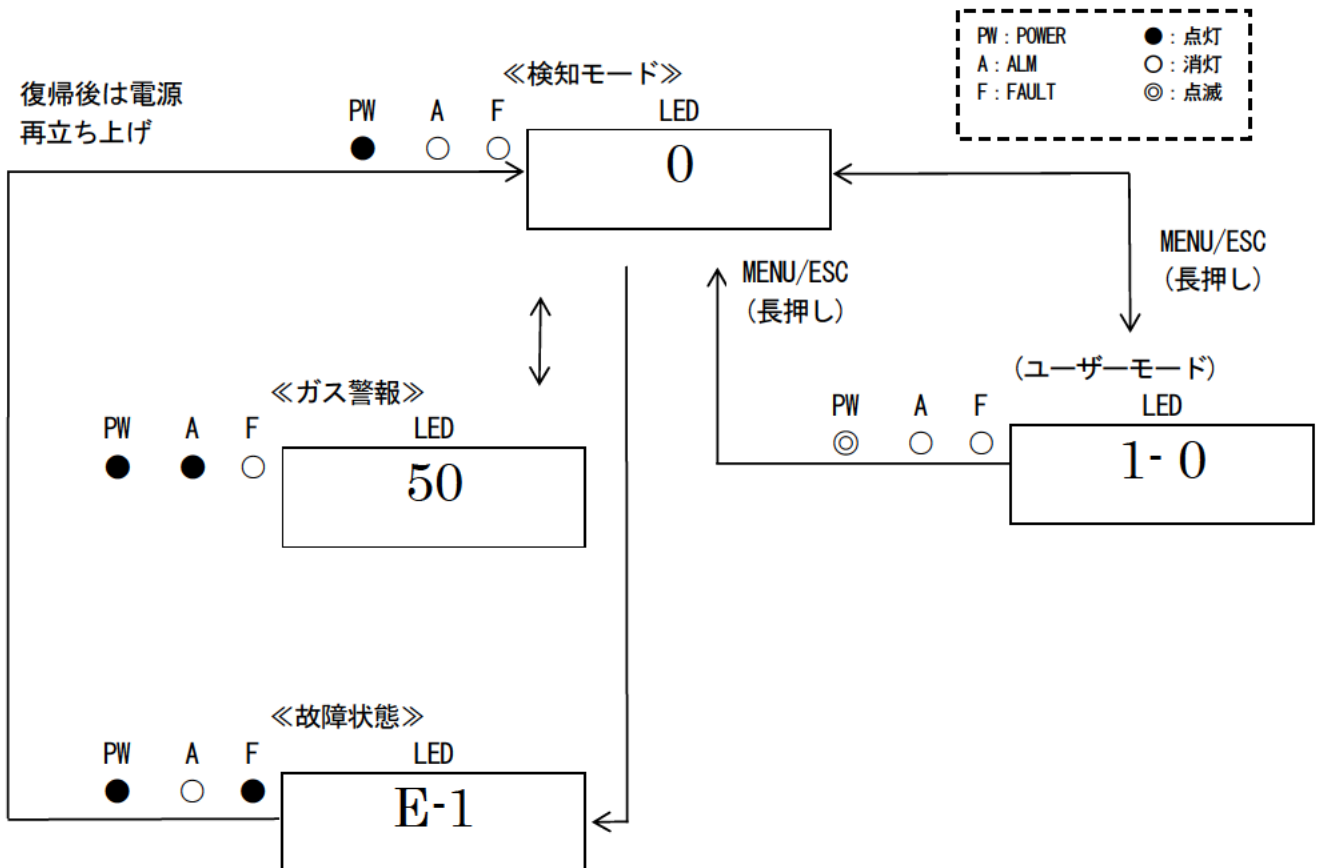 PW：POWER ●：点灯
A：ALM ○：消灯
F：FAULT ◎：点滅
復帰後は電源
再立ち上げ
≪検知モード≫
PW A F LED
● ○ ○ 0
MENU/ESC
(長押し)
MENU/ESC
(長押し)
≪ガス警報≫
PW A F LED
● ● ○ 50
(ユーザーモード)
PW A F LED
◎ ○ ○ 1- 0
≪故障状態≫
PW A F LED
● ○ ● E-1